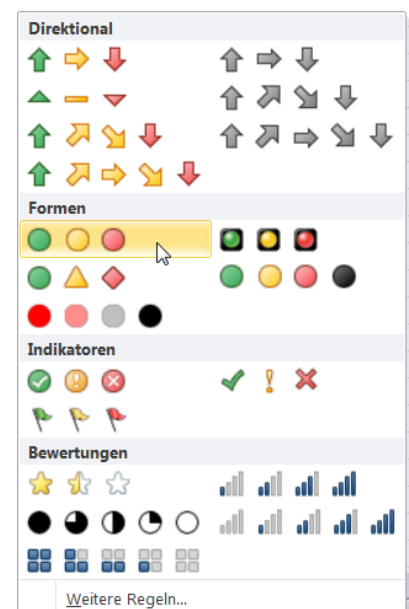 Direktional
Formen
Indikatoren
Bewertungen
Weitere Regeln...